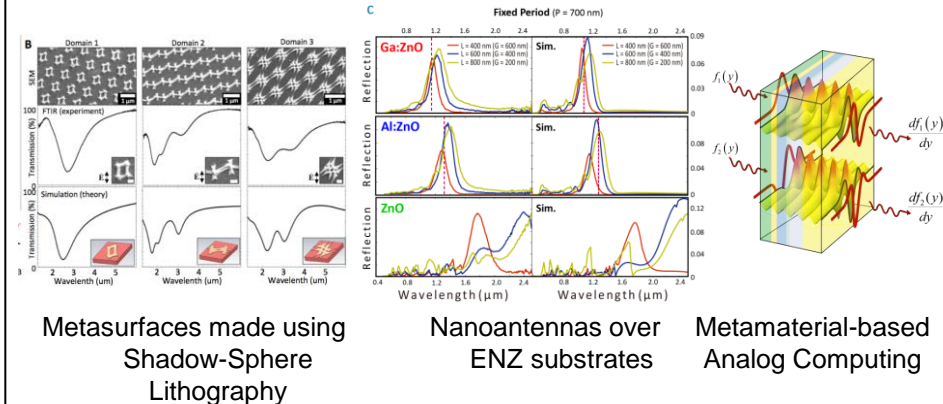 B
Domain 1
Domain 2
Domain 3
SEM
1 μm
1 μm
1 μm
FTIR (experiment)
Transmission (%)
100
0
E
E
E
Simulation (theory)
Transmission (%)
100
0
2 4
2 4
2 4
Wavelenth (um)
Wavelength (um)
Wavelength (um)
C
Fixed Period (P = 700 nm)
0.8 1.2 1.6 2.0 2.4
0.8 1.2 1.6 2.0 2.4
Ga:ZnO
L = 400 nm (G = 600 nm)
L = 600 nm (G = 400 nm)
L = 800 nm (G = 200 nm)
Sim.
L = 400 nm (G = 600 nm)
L = 600 nm (G = 400 nm)
L = 800 nm (G = 200 nm)
Reflection
0.09
0.06
0.03
0.00
Al:ZnO
Sim.
Reflection
0.12
0.08
0.04
0.00
ZnO
Sim.
Reflection
0.12
0.08
0.04
0.00
0.4 0.8 1.2 1.6 2.0 2.4
0.8 1.2 1.6 2.0 2.4
Wavelength (μm)
Wavelength (μm)
f₁(y)
df₁(y)
dy
f₂(y)
df₂(y)
dy
Metasurfaces made using
Shadow-Sphere
Lithography
Nanoantennas over
ENZ substrates
Metamaterial-based
Analog Computing